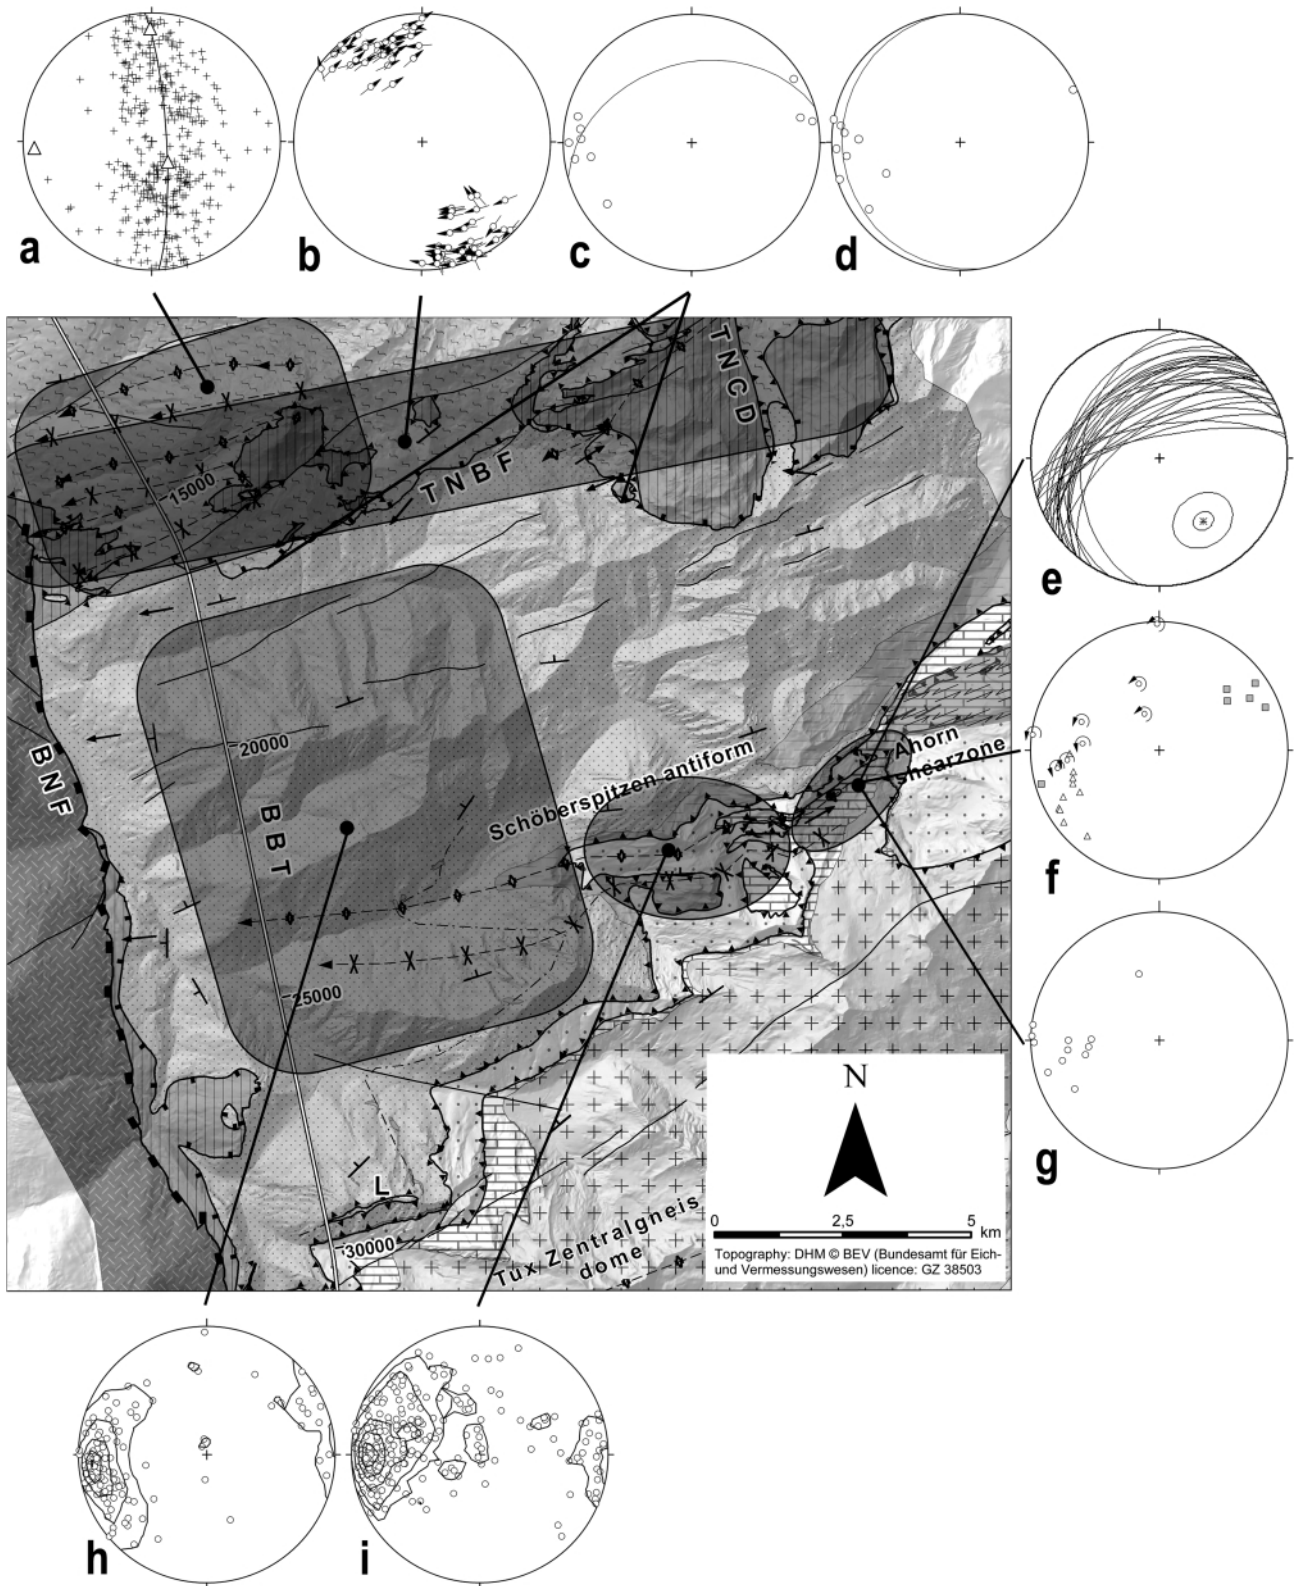 a
b
c
d
TNCD
TNBF
15000
e
BNF
20000
BBT
Schöberspitzen antiform
Ahorn
shearzone
f
25000
g
L
30000
Tux Zentralgneis
dome
N
0 2,5 5 km
Topography: DHM © BEV (Bundesamt für Eich-
und Vermessungswesen) licence: GZ 38503
h
i